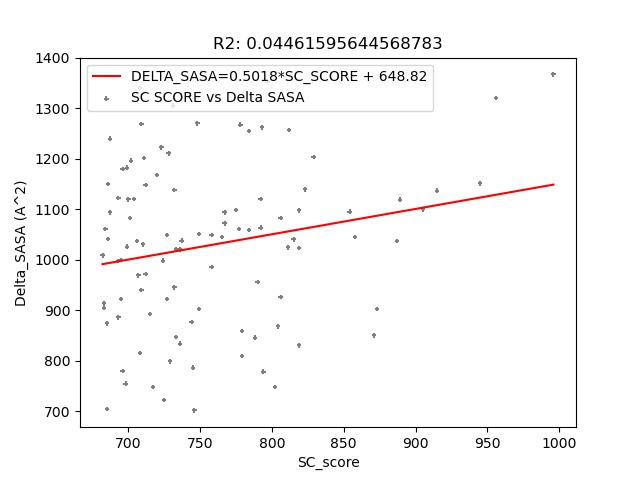 R2: 0.04461595644568783
DELTA_SASA=0.5018*SC_SCORE + 648.82
SC SCORE vs Delta SASA
1400
1300
1200
1100
1000
900
800
700
Delta_SASA (A^2)
700 750 800 850 900 950 1000
SC_score